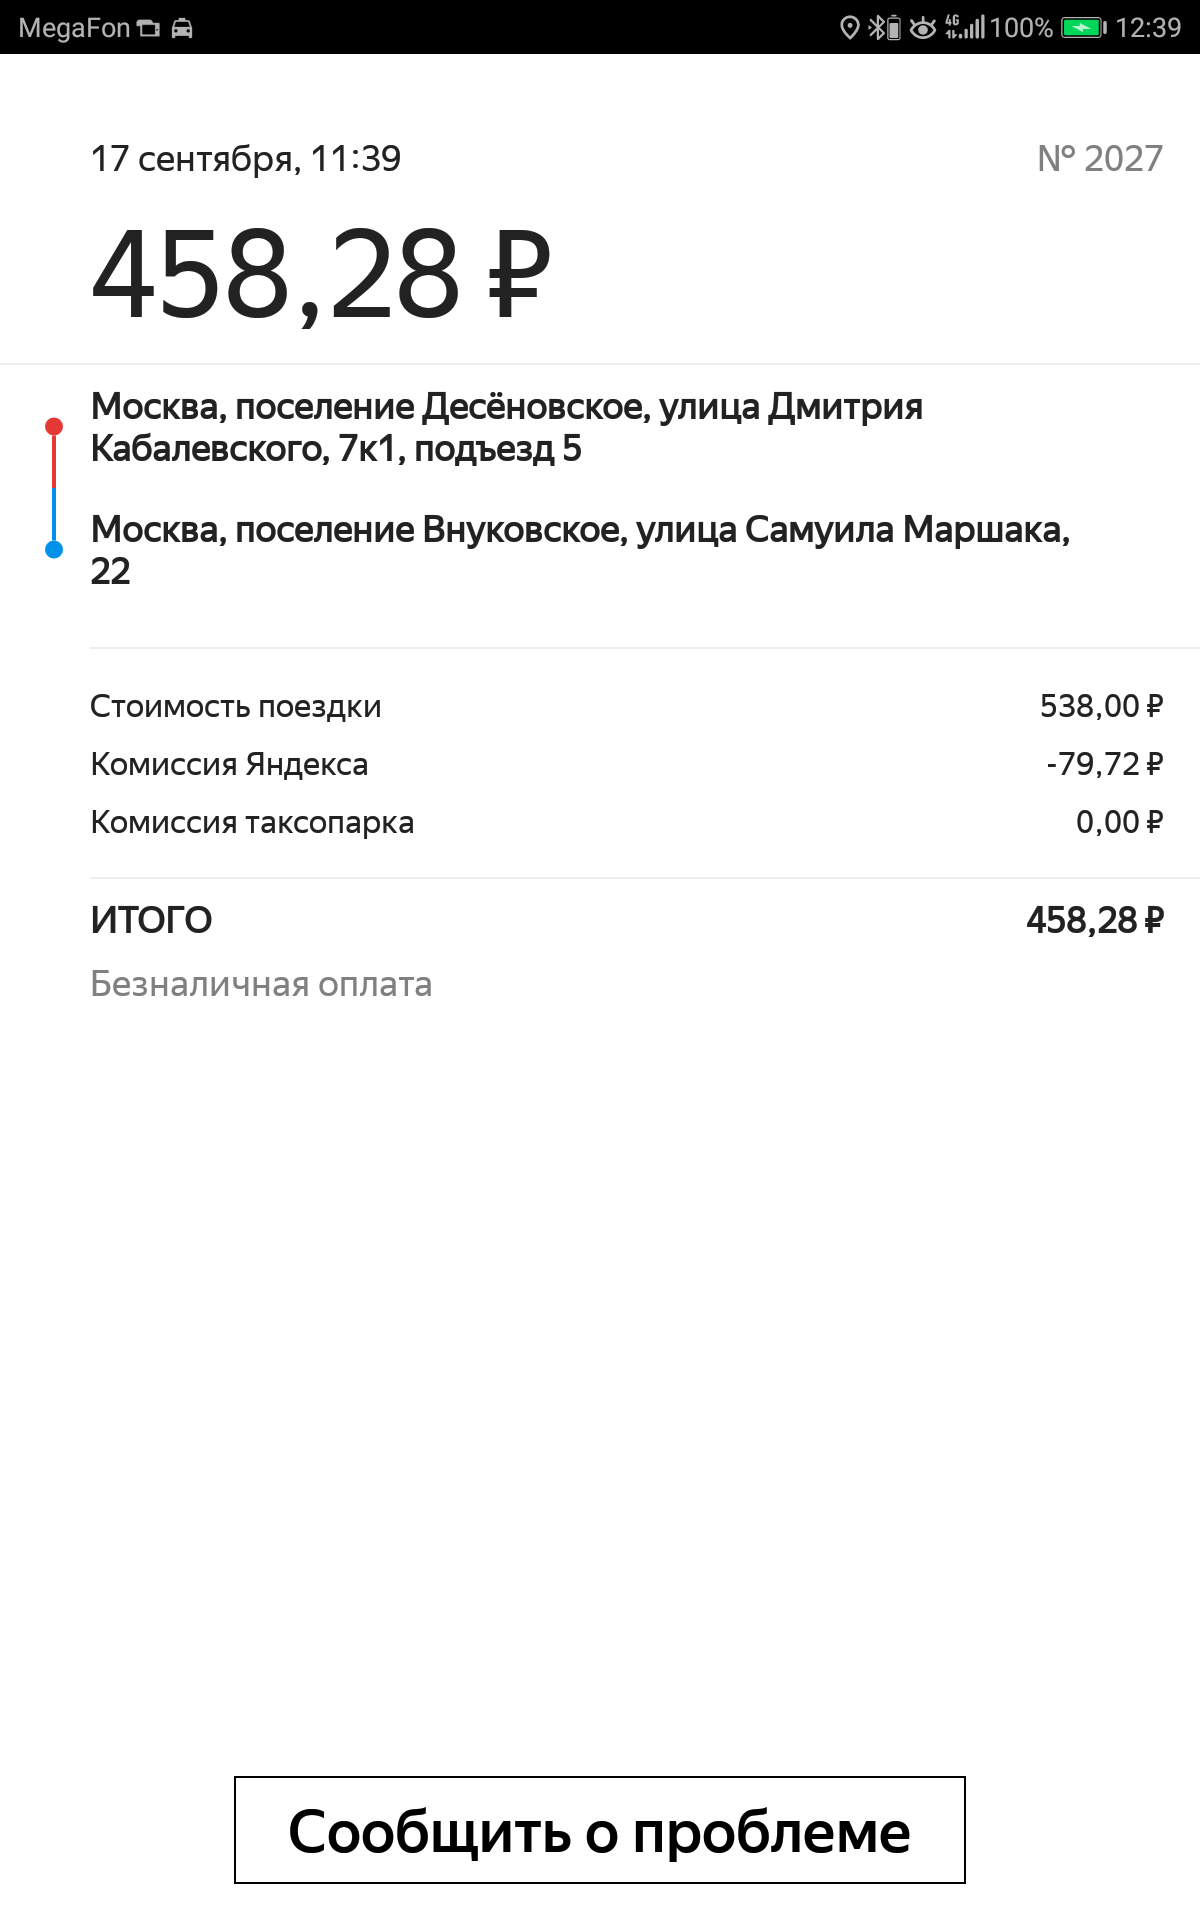 MegaFon 4G 100% 12:39
17 сентября, 11:39 № 2027
458,28 ₽
Москва, поселение Десёновское, улица Дмитрия
Кабалевского, 7к1, подъезд 5
Москва, поселение Внуковское, улица Самуила Маршака,
22
Стоимость поездки 538,00 ₽
Комиссия Яндекса -79,72 ₽
Комиссия таксопарка 0,00 ₽
ИТОГО 458,28 ₽
Безналичная оплата
Сообщить о проблеме